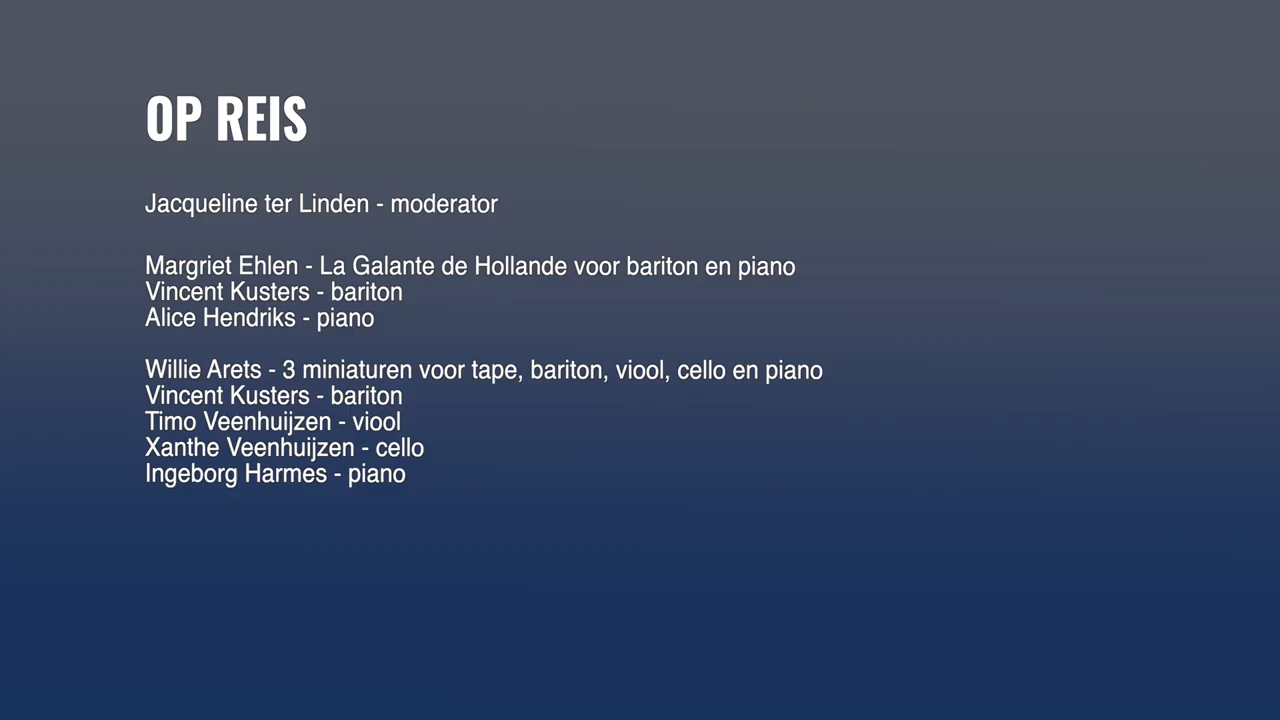 OP REIS
Jacqueline ter Linden - moderator
Margriet Ehlen - La Galante de Hollande voor bariton en piano
Vincent Kusters - bariton
Alice Hendriks - piano
Willie Arets - 3 miniaturen voor tape, bariton, viool, cello en piano
Vincent Kusters - bariton
Timo Veenhuijzen - viool
Xanthe Veenhuijzen - cello
Ingeborg Harmes - piano